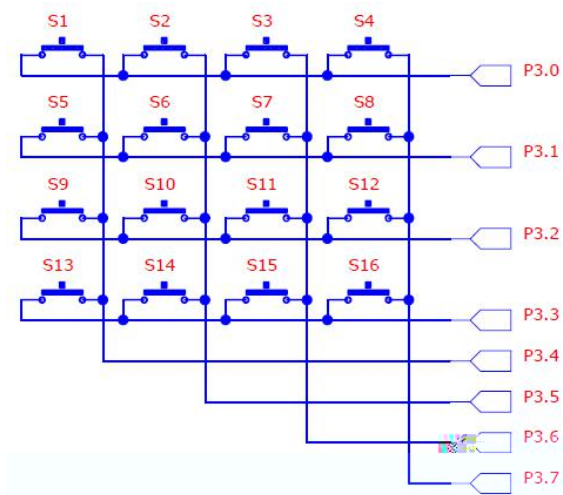 S1 S2 S3 S4
P3.0
S5 S6 S7 S8
P3.1
S9 S10 S11 S12
P3.2
S13 S14 S15 S16
P3.3
P3.4
P3.5
P3.6
P3.7